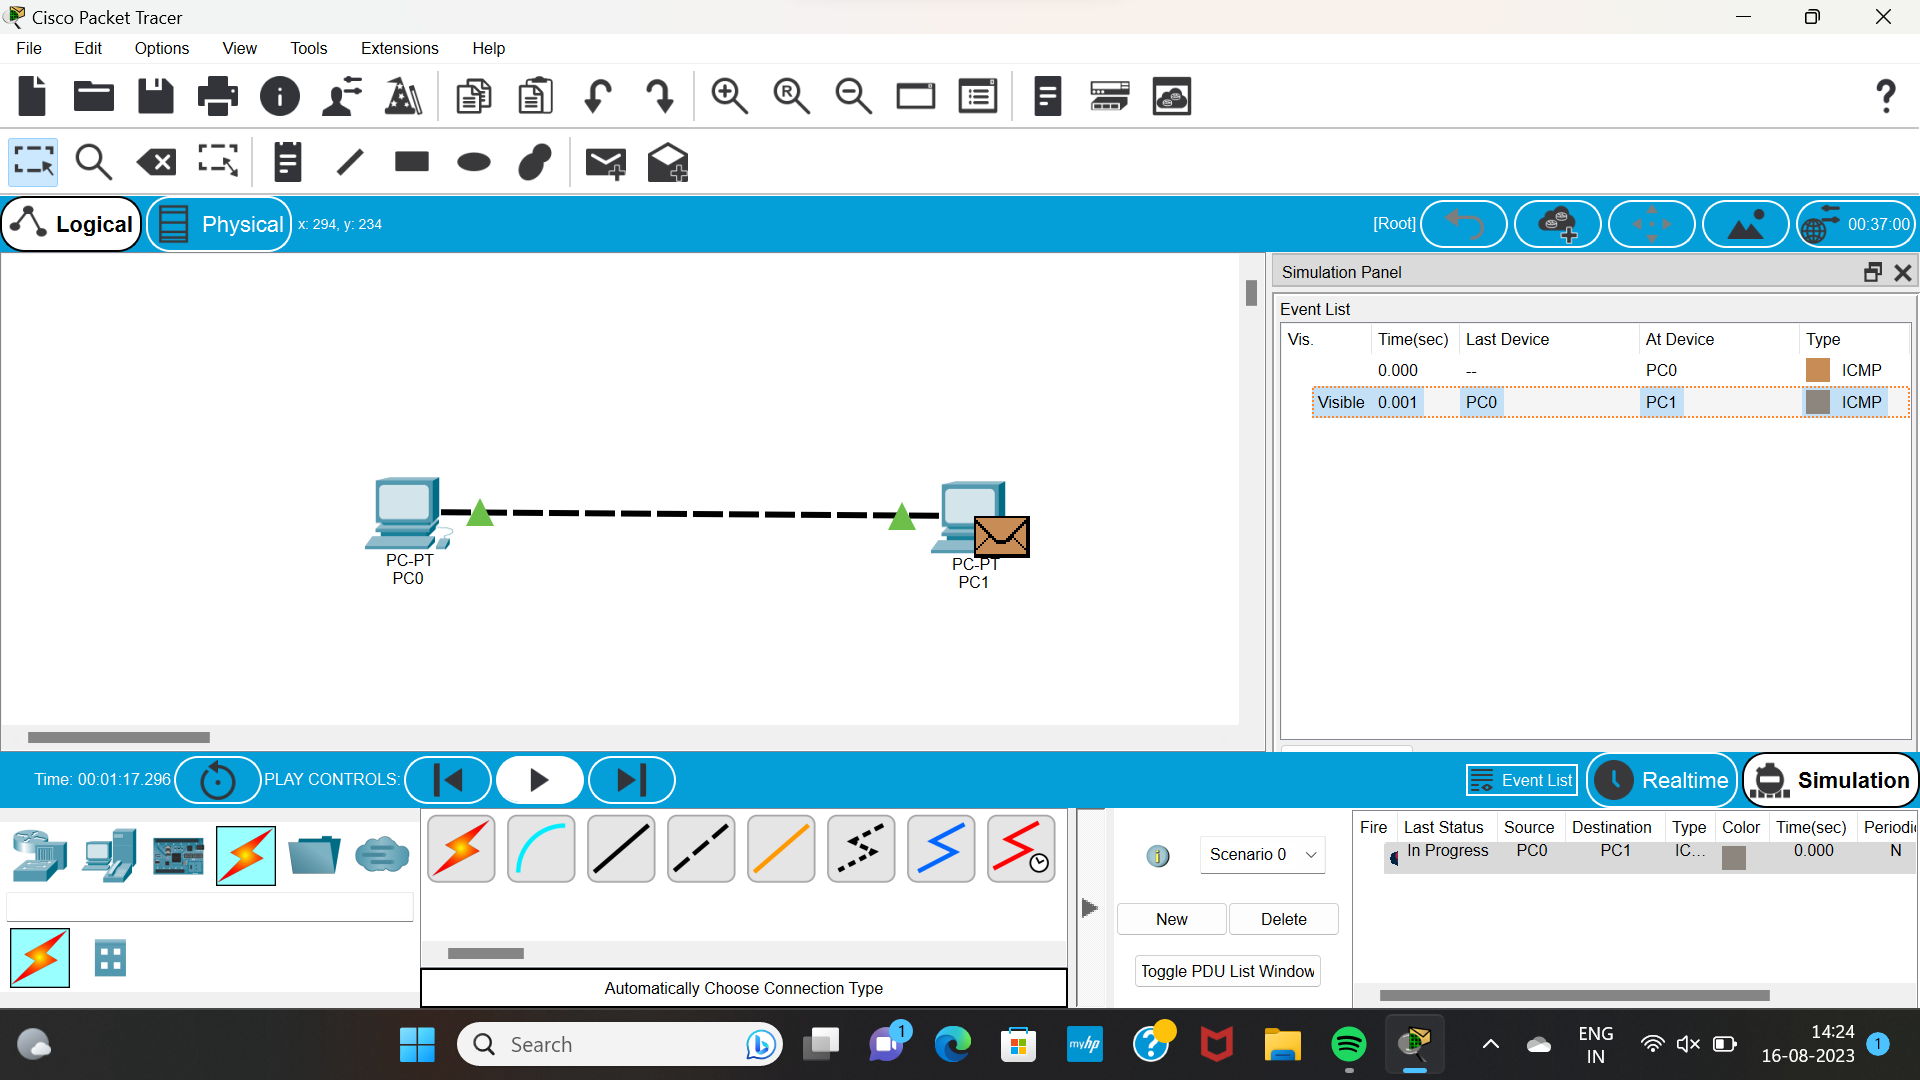 Cisco Packet Tracer
File Edit Options View Tools Extensions Help
Logical Physical x: 294, y: 234 [Root] 00:37:00
Simulation Panel
Event List
Vis. Time(sec) Last Device At Device Type
0.000 -- PC0 ICMP
Visible 0.001 PC0 PC1 ICMP
PC-PT
PC0
PC-PT
PC1
Time: 00:01:17.296 PLAY CONTROLS: Event List Realtime Simulation
Fire Last Status Source Destination Type Color Time(sec) Periodic
In Progress PC0 PC1 IC... 0.000 N
Scenario 0
New Delete
Toggle PDU List Window
Automatically Choose Connection Type
Search
1
myhp
ENG
IN
14:24
16-08-2023
1